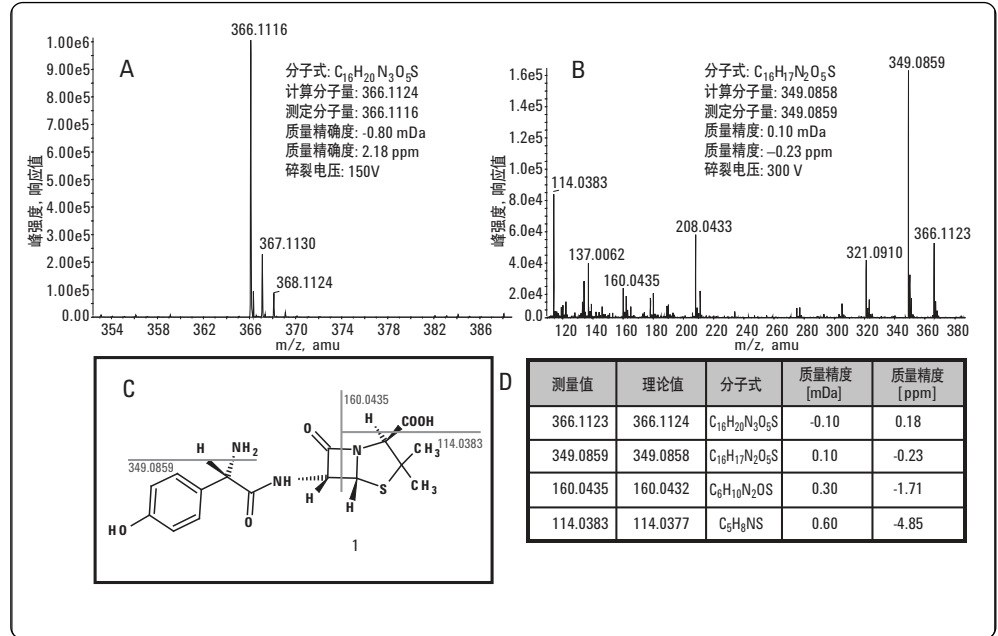 A
366.1116
1.00e6
9.00e5
8.00e5
7.00e5
6.00e5
5.00e5
4.00e5
3.00e5
2.00e5
1.00e5
0.00
峰强度, 响应值
分子式: C₁₆H₂₀N₃O₅S
计算分子量: 366.1124
测定分子量: 366.1116
质量精确度: -0.80 mDa
质量精确度: 2.18 ppm
碎裂电压: 150V
367.1130
368.1124
354 358 362 366 370 374 378 382 386
m/z, amu
B
349.0859
1.6e5
1.4e5
1.2e5
1.0e5
8.0e4
6.0e4
4.0e4
2.0e4
0.00
峰强度, 响应值
分子式: C₁₆H₁₇N₂O₅S
计算分子量: 349.0858
测定分子量: 349.0859
质量精度: 0.10 mDa
质量精度: –0.23 ppm
碎裂电压: 300 V
114.0383
137.0062
160.0435
208.0433
321.0910
366.1123
120 140 160 180 200 220 240 260 280 300 320 340 360 380
m/z, amu
C
160.0435
H
COOH
O
N
114.0383
H
NH₂
CH₃
349.0859
NH
S
CH₃
H
H
O
HO
1
D
测量值 理论值 分子式 质量精度 [mDa] 质量精度 [ppm]
366.1123 366.1124 C₁₆H₂₀N₃O₅S -0.10 0.18
349.0859 349.0858 C₁₆H₁₇N₂O₅S 0.10 -0.23
160.0435 160.0432 C₆H₁₀N₂OS 0.30 -1.71
114.0383 114.0377 C₅H₈NS 0.60 -4.85